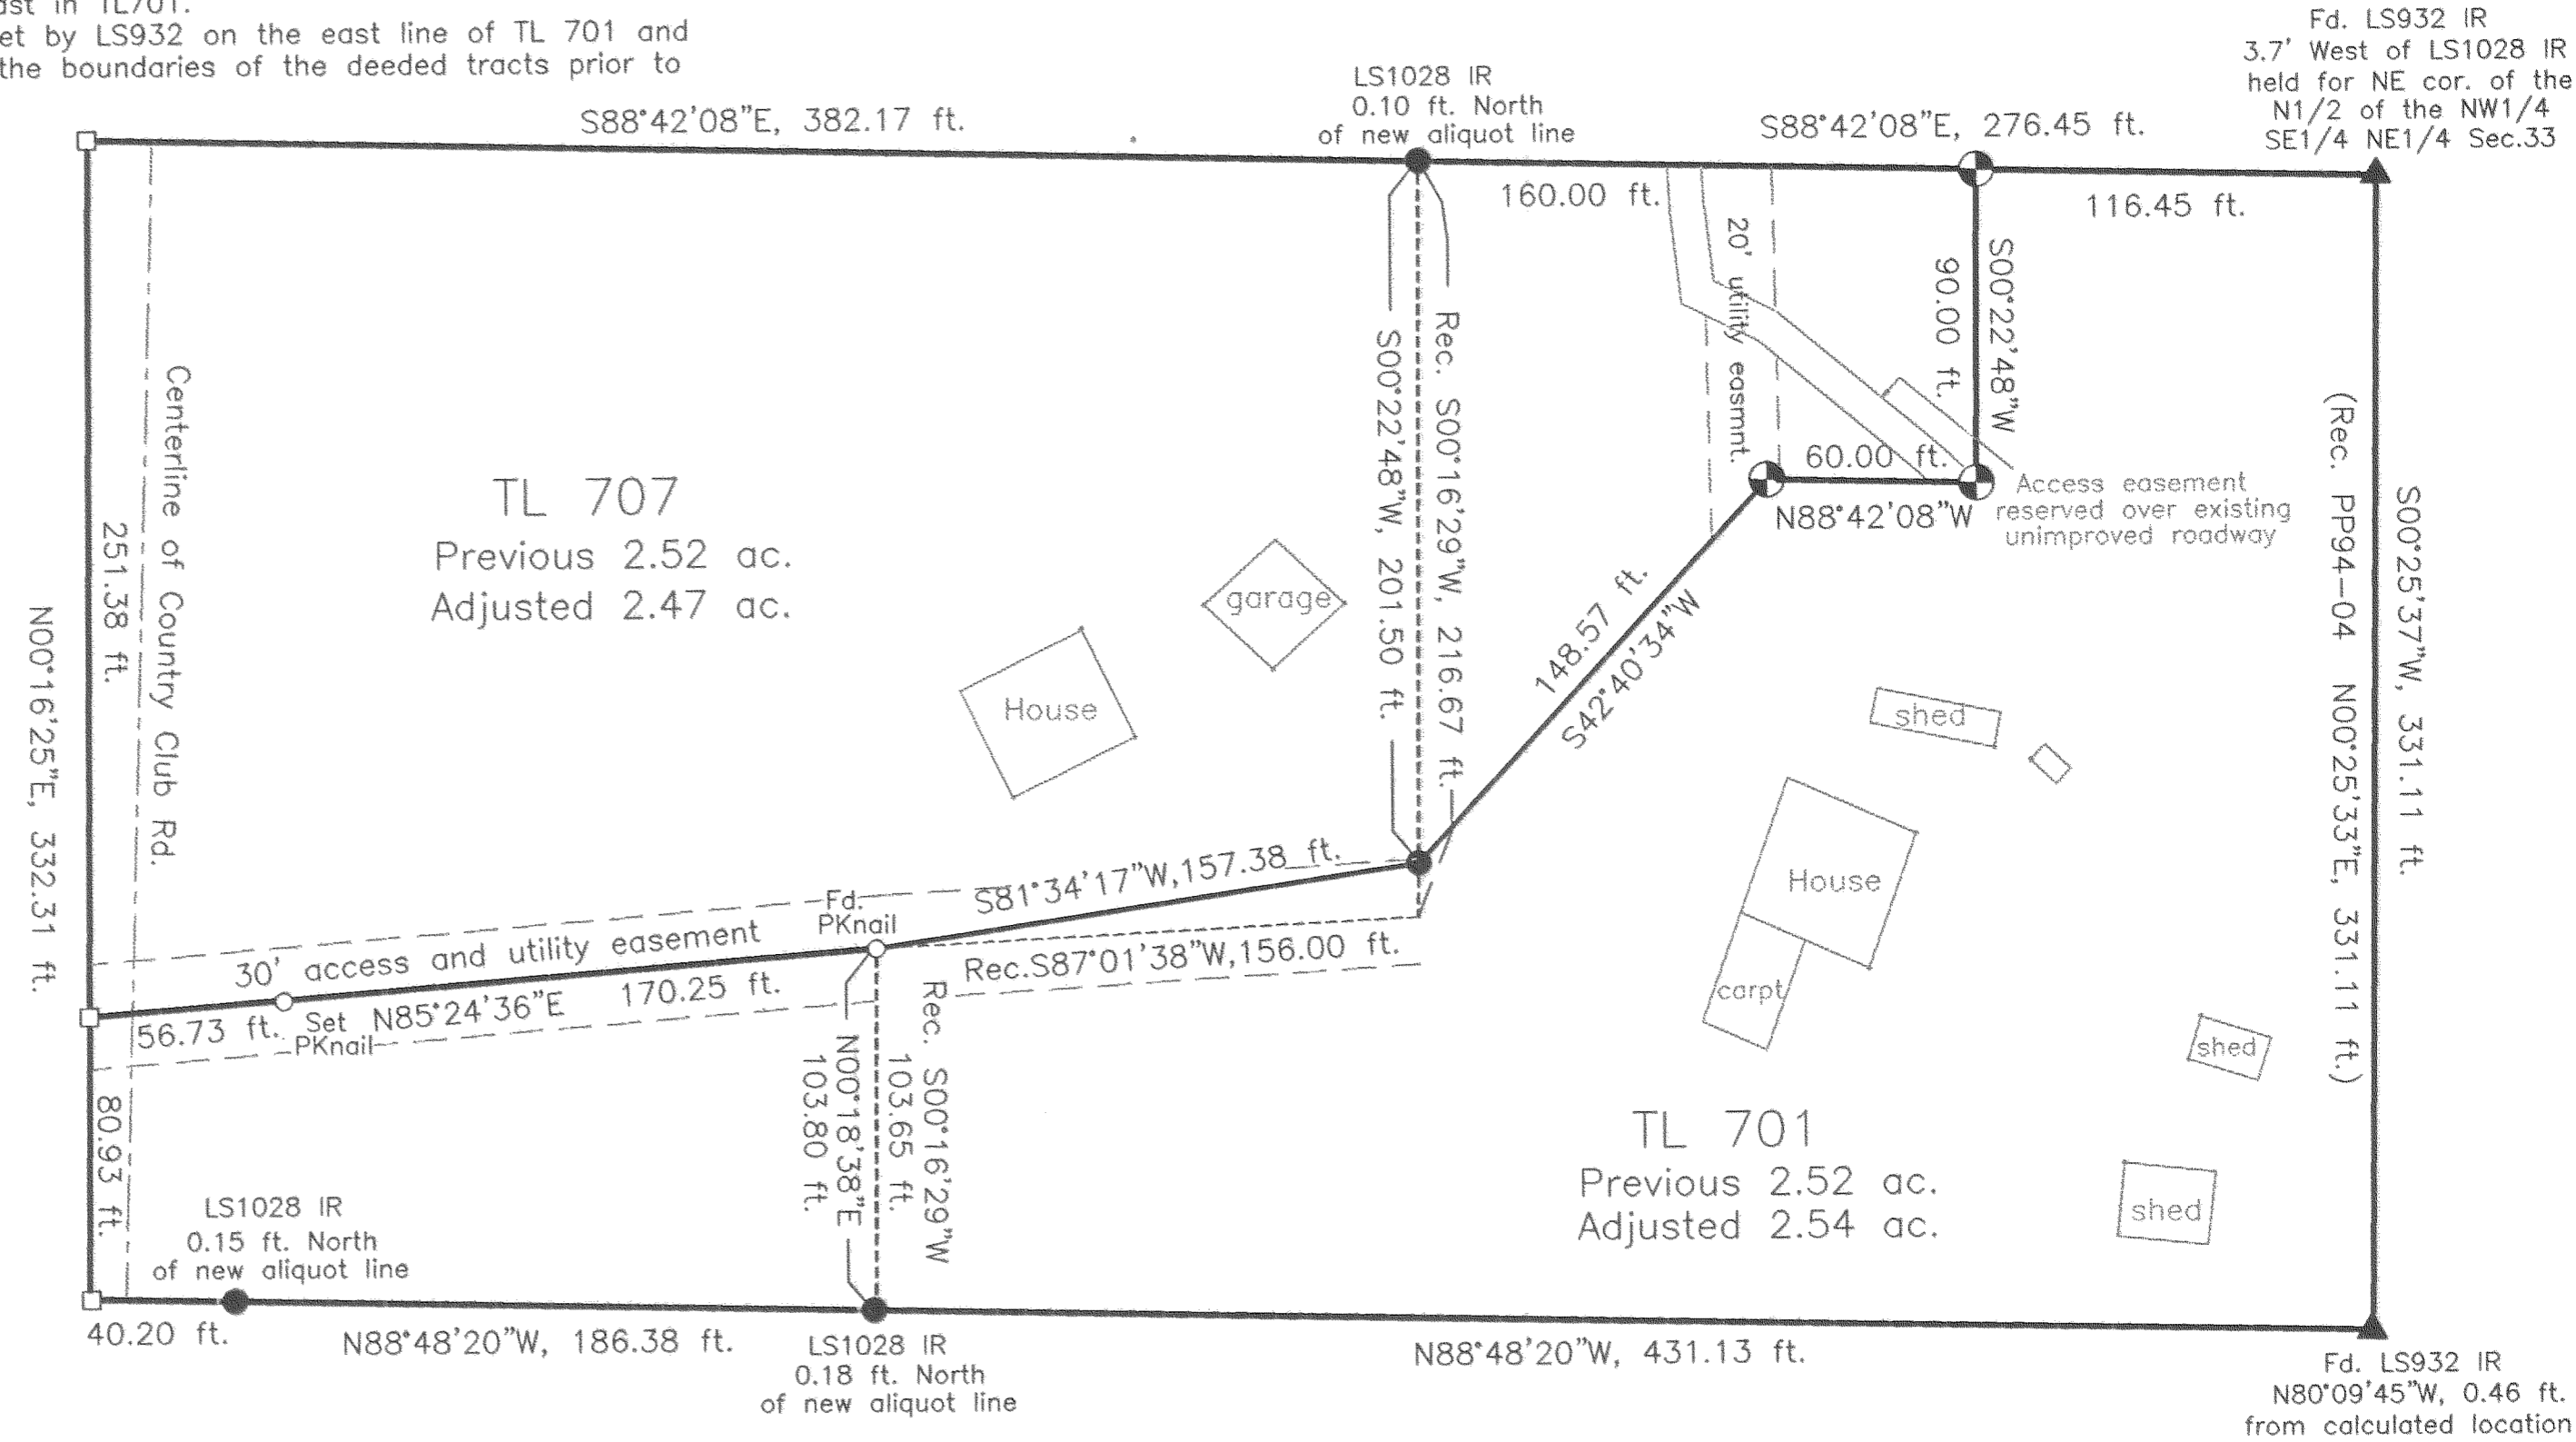 ast in TL701.
et by LS932 on the east line of TL 701 and
the boundaries of the deeded tracts prior to
Fd. LS932 IR
3.7' West of LS1028 IR
held for NE cor. of the
N1/2 of the NW1/4
SE1/4 NE1/4 Sec.33
LS1028 IR
0.10 ft. North
of new aliquot line
S88°42'08"E, 382.17 ft.
S88°42'08"E, 276.45 ft.
160.00 ft.
116.45 ft.
20' utility easmnt.
S00°22'48"W
90.00 ft.
60.00 ft.
N88°42'08"W
Access easement
reserved over existing
unimproved roadway
Rec. S00°16'29"W, 216.67 ft.
S00°22'48"W, 201.50 ft.
148.57 ft.
S42°40'34"W
S00°25'37"W, 331.11 ft.
(Rec. PP94-04 N00°25'33"E, 331.11 ft.)
Centerline of Country Club Rd.
251.38 ft.
N00°16'25"E, 332.31 ft.
TL 707
Previous 2.52 ac.
Adjusted 2.47 ac.
garage
House
shed
House
carpt
shed
shed
S81°34'17"W,157.38 ft.
Fd.
PKnail
30' access and utility easement
Rec.S87°01'38"W,156.00 ft.
N85°24'36"E 170.25 ft.
56.73 ft.
Set
PKnail
80.93 ft.
N00°18'38"E
103.80 ft.
Rec. S00°16'29"W
103.65 ft.
TL 701
Previous 2.52 ac.
Adjusted 2.54 ac.
LS1028 IR
0.15 ft. North
of new aliquot line
40.20 ft.
N88°48'20"W, 186.38 ft.
LS1028 IR
0.18 ft. North
of new aliquot line
N88°48'20"W, 431.13 ft.
Fd. LS932 IR
N80°09'45"W, 0.46 ft.
from calculated location